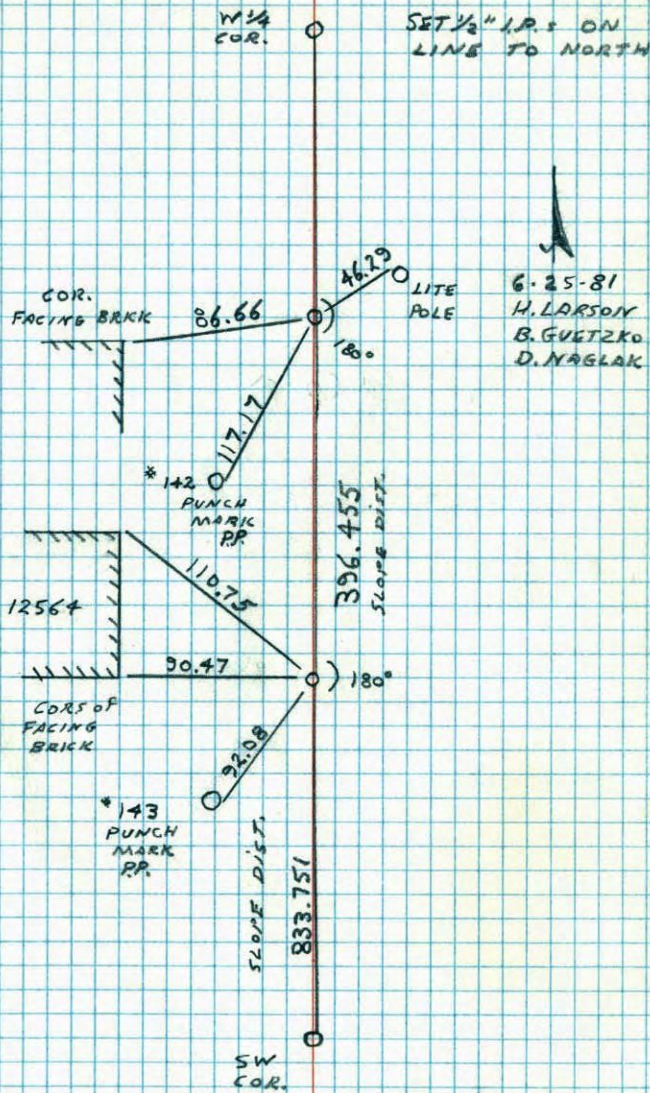 W 1/4
COR.
SET 1/2" I.P.s ON
LINE TO NORTH
6-25-81
H. LARSON
B. GUETZKO
D. NAGLAK
46.29
LITE
POLE
COR.
FACING BRICK
86.66
180°
117.17
#142
PUNCH
MARK
P.P.
396.455
SLOPE DIST.
110.75
12564
90.47
180°
CORS OF
FACING
BRICK
92.08
#143
PUNCH
MARK
P.P.
SLOPE DIST.
833.751
SW
COR.